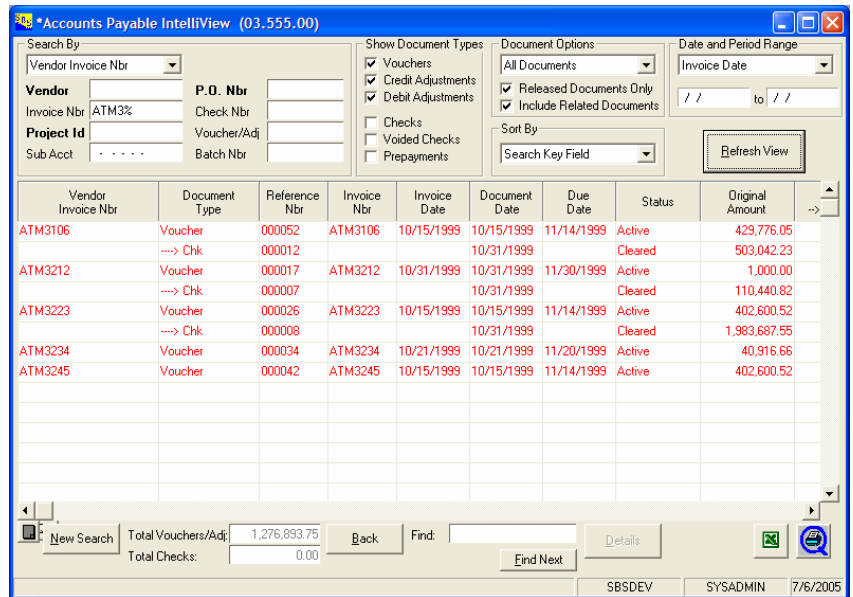 *Accounts Payable IntelliView (03.555.00)
Search By
Vendor Invoice Nbr
Vendor P.O. Nbr
Invoice Nbr ATM3% Check Nbr
Project Id Voucher/Adj
Sub Acct - - - - - Batch Nbr
Show Document Types
Vouchers
Credit Adjustments
Debit Adjustments
Checks
Voided Checks
Prepayments
Document Options
All Documents
Released Documents Only
Include Related Documents
Sort By
Search Key Field
Date and Period Range
Invoice Date
/ / to / /
Refresh View
Vendor Invoice Nbr Document Type Reference Nbr Invoice Nbr Invoice Date Document Date Due Date Status Original Amount -->
ATM3106 Voucher 000052 ATM3106 10/15/1999 10/15/1999 11/14/1999 Active 429,776.05
----> Chk 000012 10/31/1999 Cleared 503,042.23
ATM3212 Voucher 000017 ATM3212 10/31/1999 10/31/1999 11/30/1999 Active 1,000.00
----> Chk 000007 10/31/1999 Cleared 110,440.82
ATM3223 Voucher 000026 ATM3223 10/15/1999 10/15/1999 11/14/1999 Active 402,600.52
----> Chk 000008 10/31/1999 Cleared 1,983,687.55
ATM3234 Voucher 000034 ATM3234 10/21/1999 10/21/1999 11/20/1999 Active 40,916.66
ATM3245 Voucher 000042 ATM3245 10/15/1999 10/15/1999 11/14/1999 Active 402,600.52
New Search Total Vouchers/Adj: 1,276,893.75 Back Find: Details
Total Checks: 0.00 Find Next
SBSDEV SYSADMIN 7/6/2005